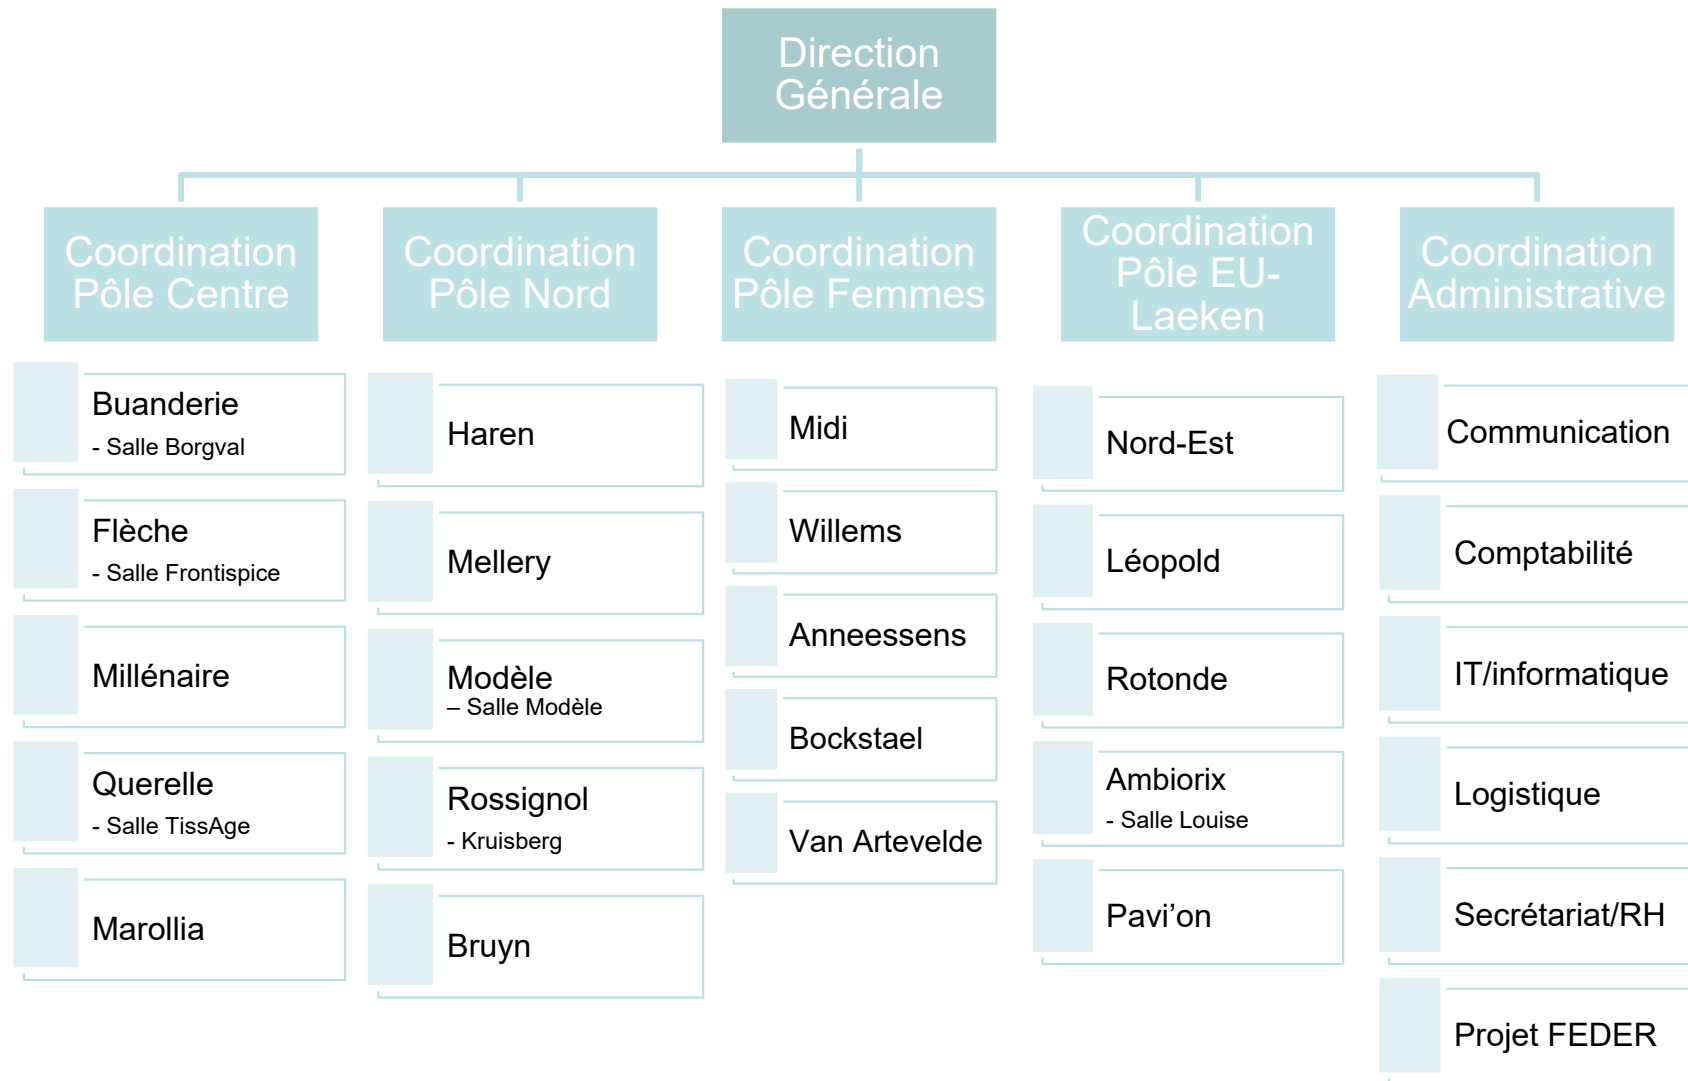 Direction
Générale
Coordination
Pôle Centre
Buanderie
- Salle Borgval
Flèche
- Salle Frontispice
Millénaire
Querelle
- Salle TissAge
Marollia
Coordination
Pôle Nord
Haren
Mellery
Modèle
– Salle Modèle
Rossignol
- Kruisberg
Bruyn
Coordination
Pôle Femmes
Midi
Willems
Anneessens
Bockstael
Van Artevelde
Coordination
Pôle EU-
Laeken
Nord-Est
Léopold
Rotonde
Ambiorix
- Salle Louise
Pavi’on
Coordination
Administrative
Communication
Comptabilité
IT/informatique
Logistique
Secrétariat/RH
Projet FEDER